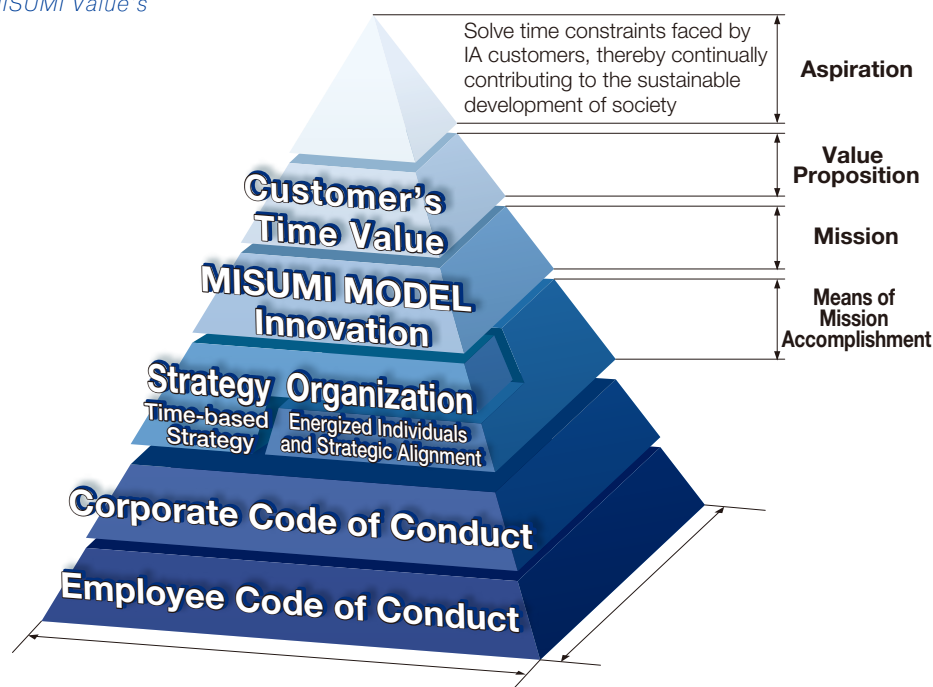 MISUMI Value s
Solve time constraints faced by
IA customers, thereby continually
contributing to the sustainable
development of society
Aspiration
Value
Proposition
Customer's
Time Value
Mission
MISUMI MODEL
Innovation
Means of
Mission
Accomplishment
Strategy Organization
Time-based
Strategy
Energized Individuals
and Strategic Alignment
Corporate Code of Conduct
Employee Code of Conduct